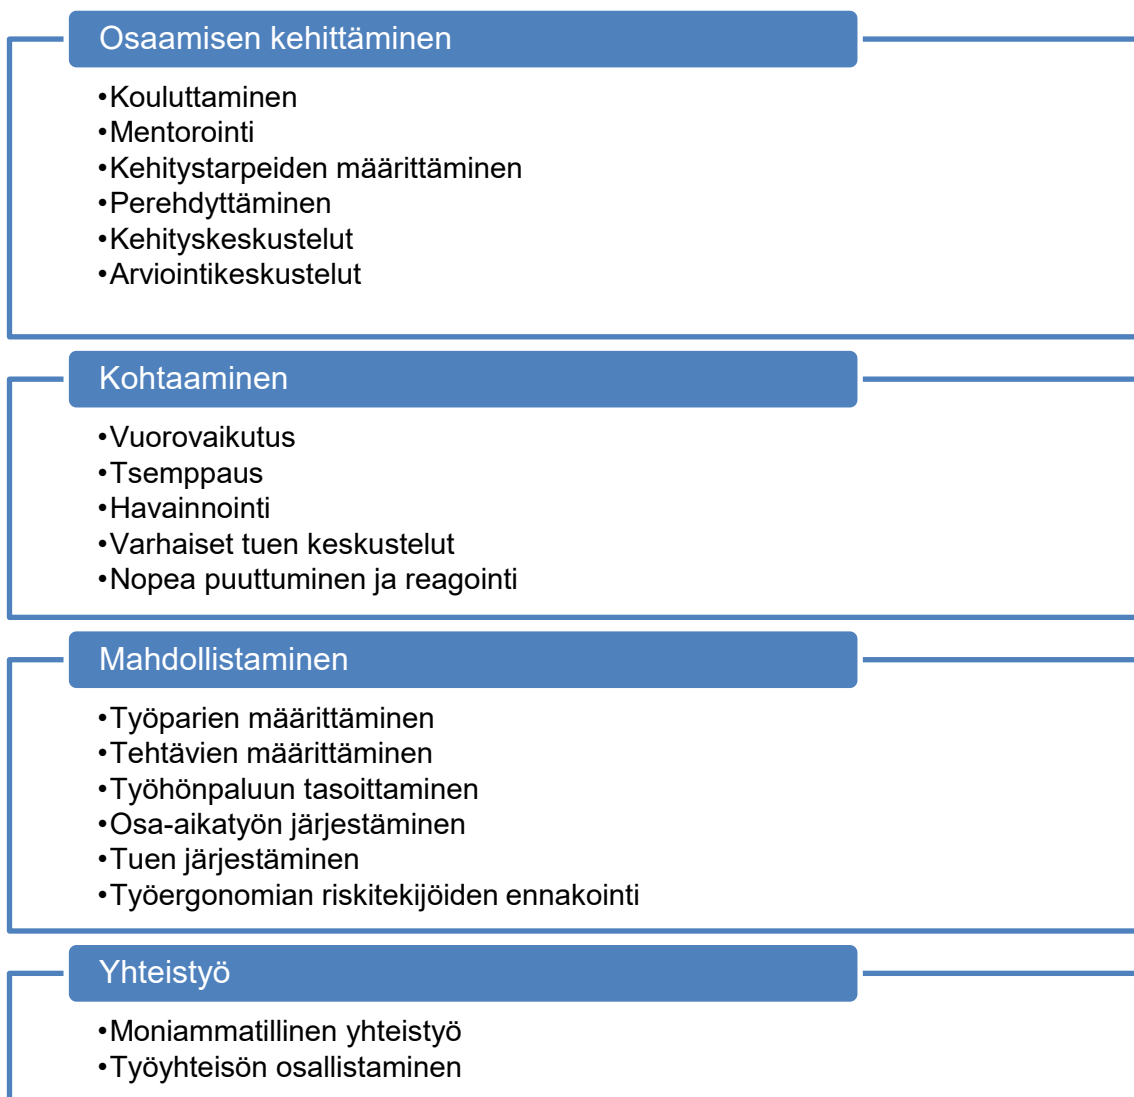 Osaamisen kehittäminen
•Kouluttaminen
•Mentorointi
•Kehitystarpeiden määrittäminen
•Perehdyttäminen
•Kehityskeskustelut
•Arviointikeskustelut
Kohtaaminen
•Vuorovaikutus
•Tsemppaus
•Havainnointi
•Varhaiset tuen keskustelut
•Nopea puuttuminen ja reagointi
Mahdollistaminen
•Työparien määrittäminen
•Tehtävien määrittäminen
•Työhönpaluun tasoittaminen
•Osa-aikatyön järjestäminen
•Tuen järjestäminen
•Työergonomian riskitekijöiden ennakointi
Yhteistyö
•Moniammatillinen yhteistyö
•Työyhteisön osallistaminen